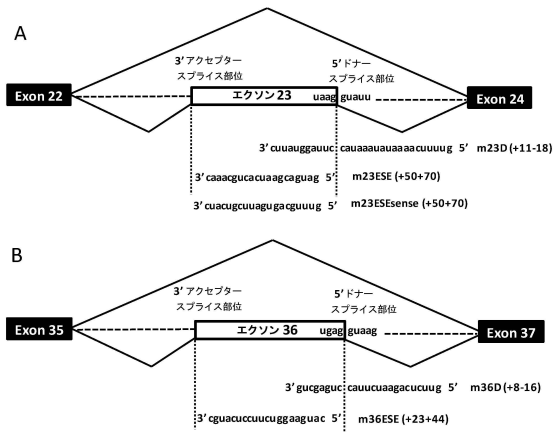 A
3’アクセプター
スプライス部位
5’ドナー
スプライス部位
Exon 22
エクソン 23
uaag guauu
Exon 24
3’ cuuauggauuc cauaaauauaaacuuuug 5’ m23D (+11-18)
3’ caaacgucacuaagcaguag 5’ m23ESE (+50+70)
3’ cuacugcuuagugacguuug 5’ m23ESEsense (+50+70)
B
3’アクセプター
スプライス部位
5’ドナー
スプライス部位
Exon 35
エクソン 36
ugag guaag
Exon 37
3’ gucgaguc cauucuaagacucuug 5’ m36D (+8-16)
3’ cguacuccuucuggaaguac 5’ m36ESE (+23+44)